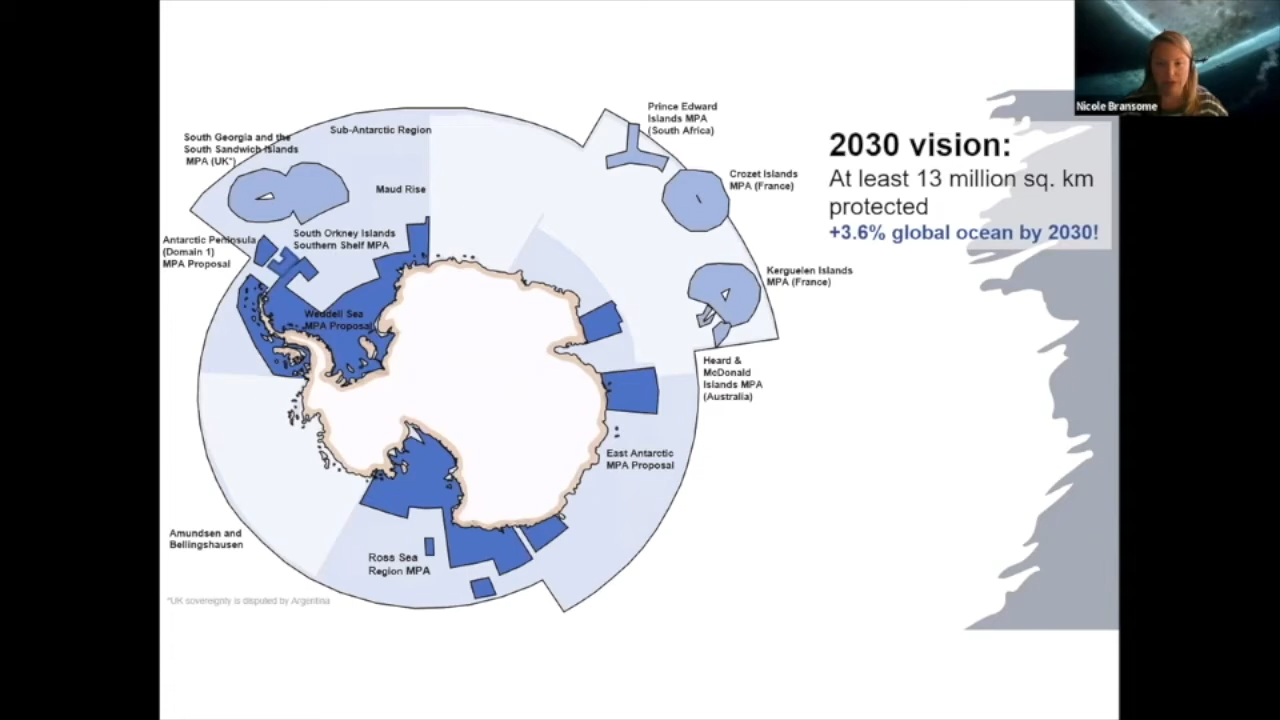 Nicole Bransome
2030 vision:
At least 13 million sq. km
protected
+3.6% global ocean by 2030!
Prince Edward
Islands MPA
(South Africa)
Sub-Antarctic Region
South Georgia and the
South Sandwich Islands
MPA (UK*)
Crozet Islands
MPA (France)
Maud Rise
South Orkney Islands
Southern Shelf MPA
Antarctic Peninsula
(Domain 1)
MPA Proposal
Kerguelen Islands
MPA (France)
Weddell Sea
MPA Proposal
Heard &
McDonald
Islands MPA
(Australia)
East Antarctic
MPA Proposal
Amundsen and
Bellingshausen
Ross Sea
Region MPA
*UK sovereignty is disputed by Argentina